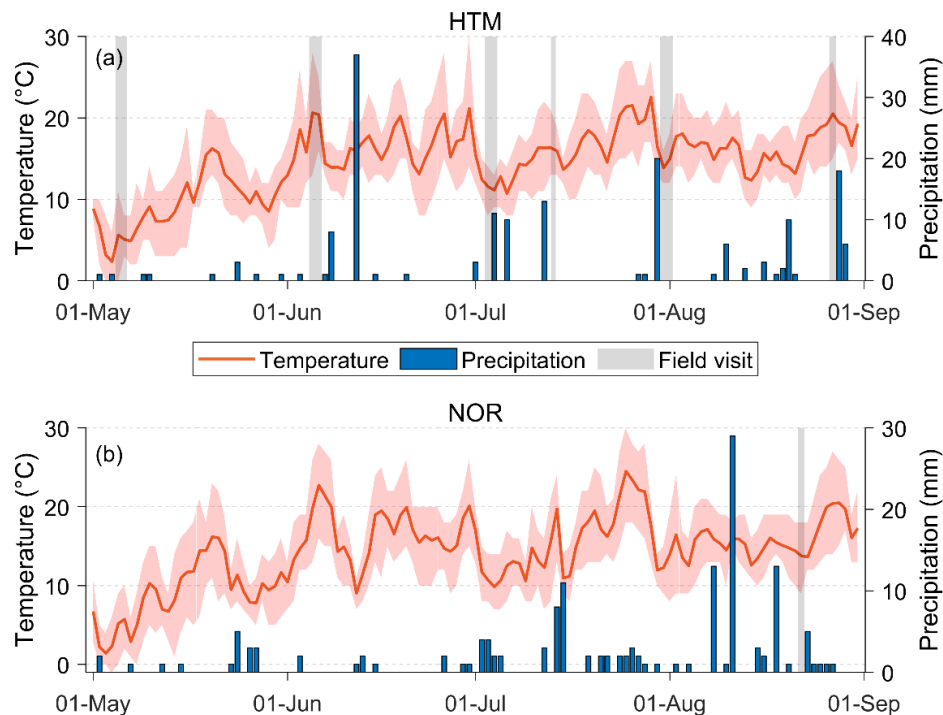 HTM
(a)
Temperature (°C)
30
20
10
0
Precipitation (mm)
40
30
20
10
0
01-May 01-Jun 01-Jul 01-Aug 01-Sep
Temperature Precipitation Field visit
NOR
(b)
Temperature (°C)
30
20
10
0
Precipitation (mm)
30
20
10
0
01-May 01-Jun 01-Jul 01-Aug 01-Sep